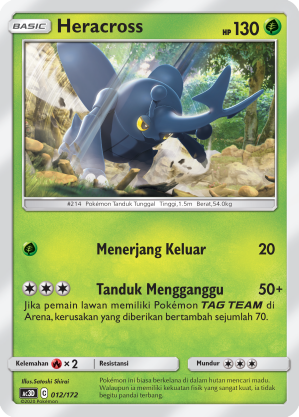 BASIC Heracross HP 130
#214 Pokémon Tanduk Tunggal Tinggi,1.5m Berat,54.0kg
Menerjang Keluar 20
Tanduk Mengganggu 50+
Jika pemain lawan memiliki Pokémon TAG TEAM di
Arena, kerusakan yang diberikan bertambah sejumlah 70.
Kelemahan × 2 Resistansi Mundur
Illus.Satoshi Shirai
Pokémon ini biasa berkelana di dalam hutan mencari madu.
Walaupun ia memiliki kekuatan fisik yang sangat kuat, ia tidak
begitu pandai terbang.
C 012/172